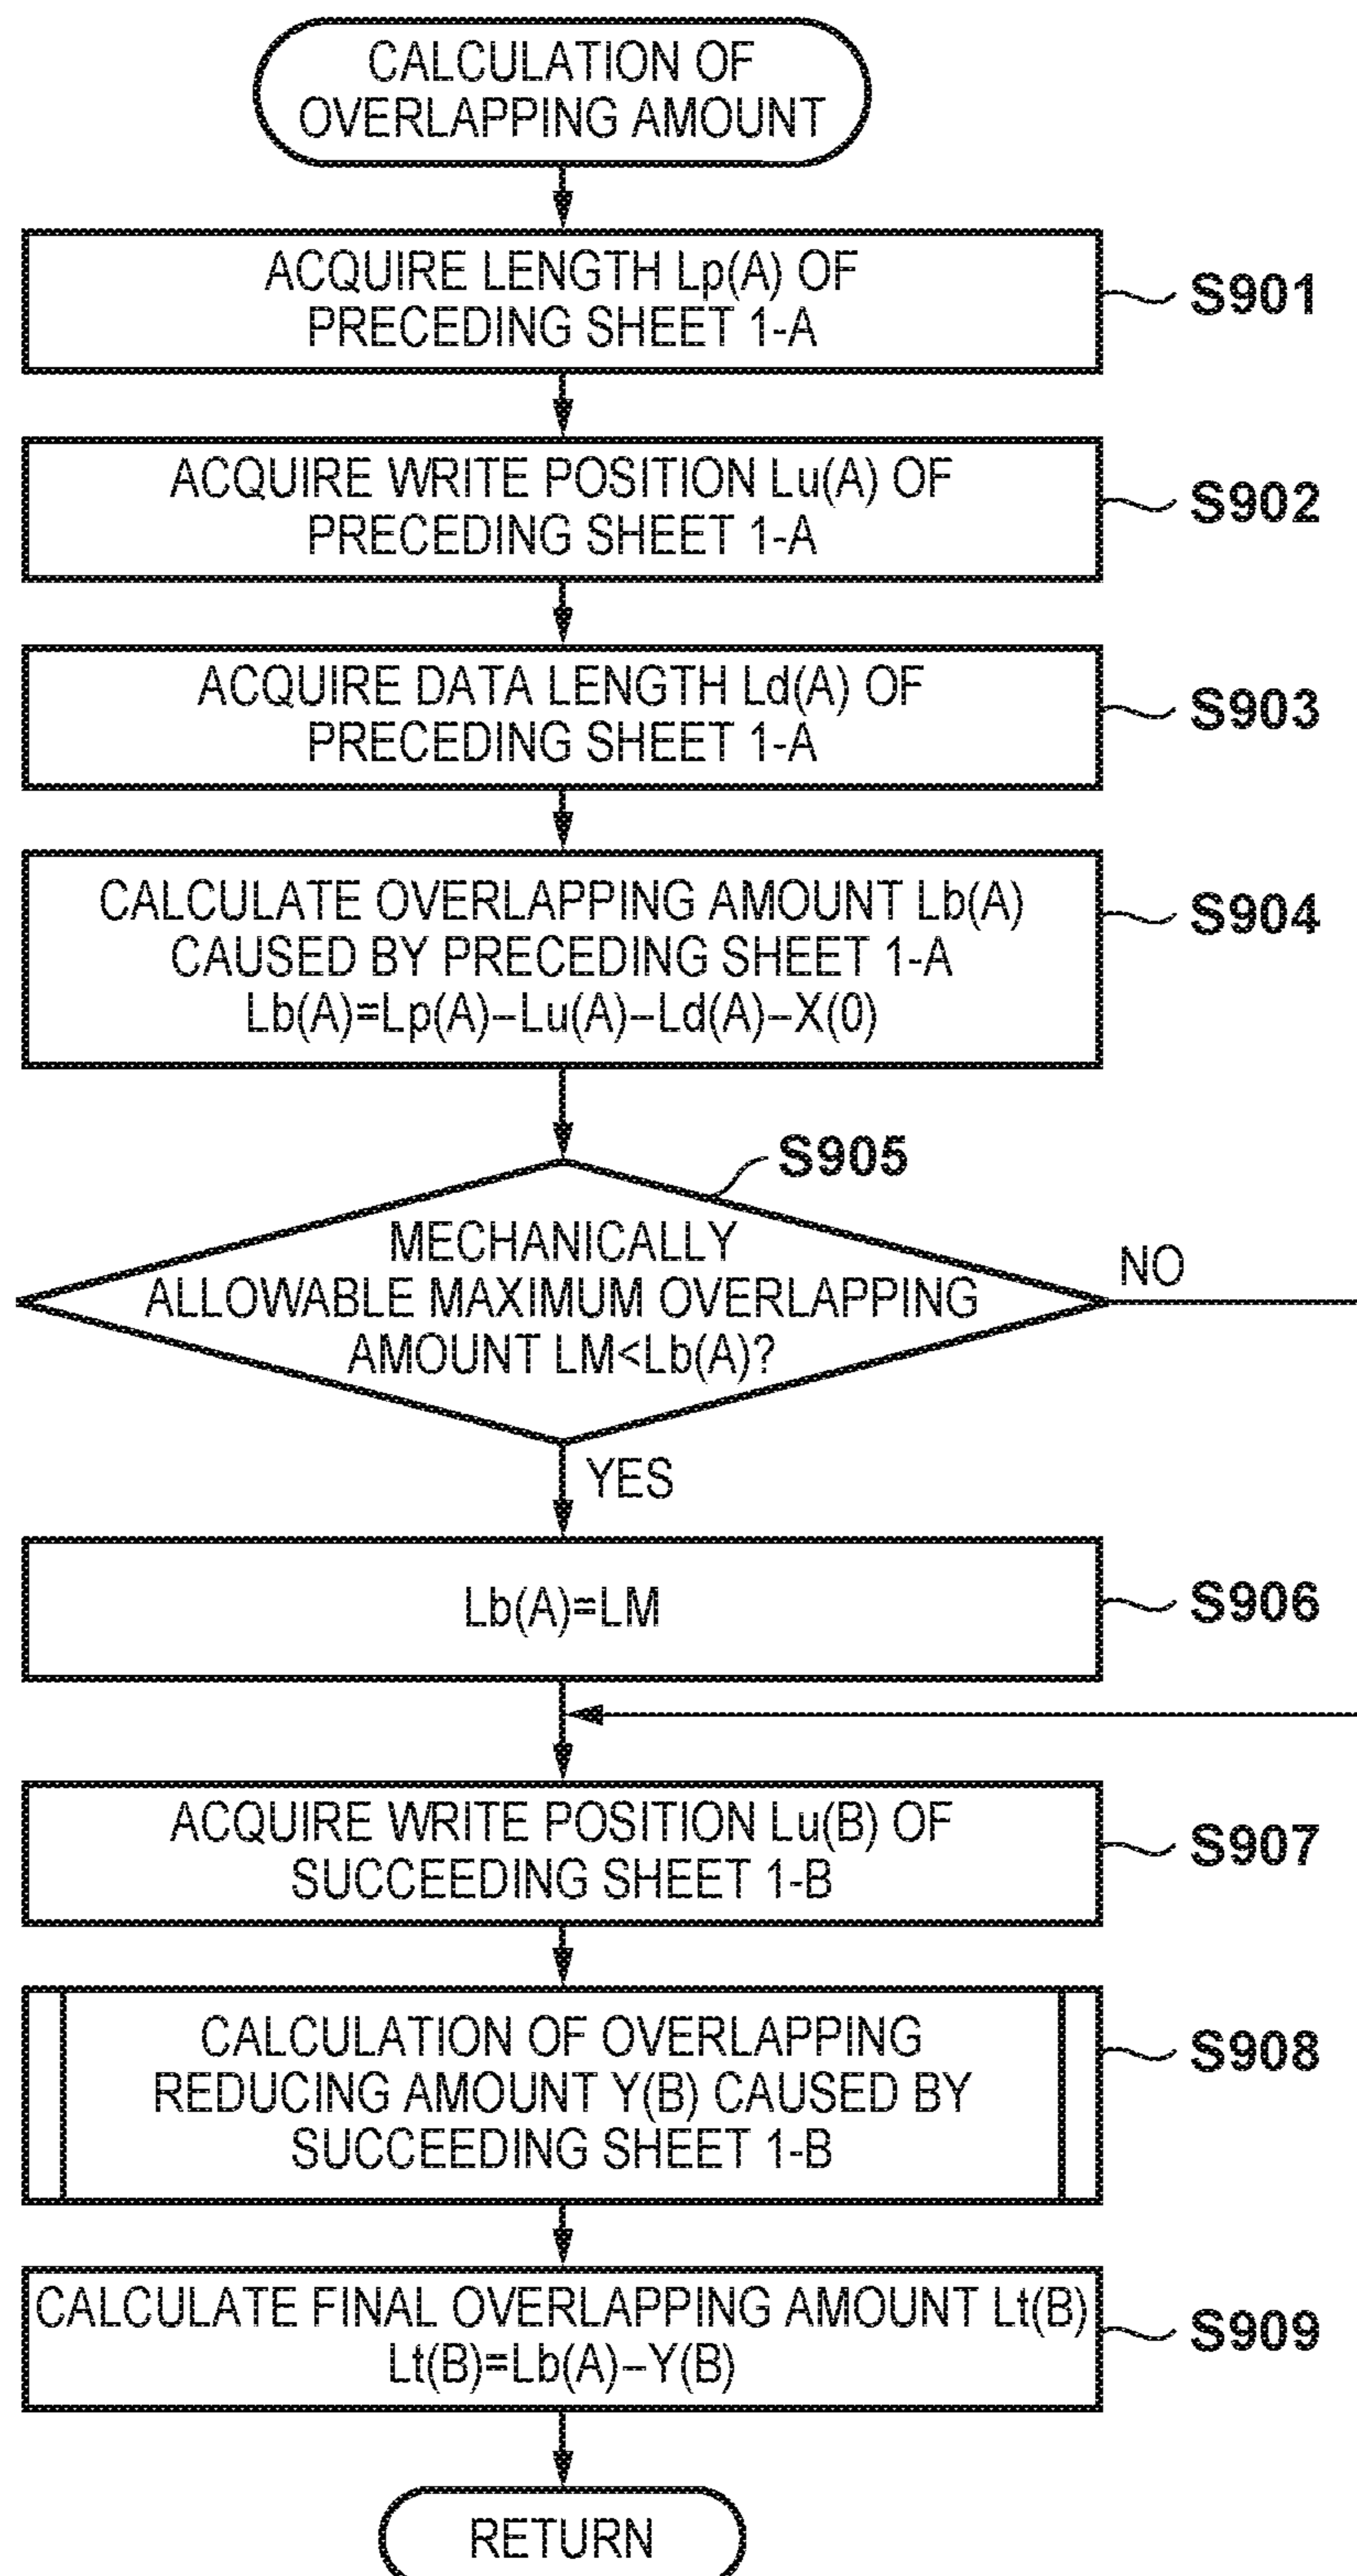 CALCULATION OF
OVERLAPPING AMOUNT
ACQUIRE LENGTH Lp(A) OF
PRECEDING SHEET 1-A
S901
ACQUIRE WRITE POSITION Lu(A) OF
PRECEDING SHEET 1-A
S902
ACQUIRE DATA LENGTH Ld(A) OF
PRECEDING SHEET 1-A
S903
CALCULATE OVERLAPPING AMOUNT Lb(A)
CAUSED BY PRECEDING SHEET 1-A
Lb(A)=Lp(A)–Lu(A)–Ld(A)–X(0)
S904
S905
MECHANICALLY
ALLOWABLE MAXIMUM OVERLAPPING
AMOUNT LM<Lb(A)?
NO
YES
Lb(A)=LM
S906
ACQUIRE WRITE POSITION Lu(B) OF
SUCCEEDING SHEET 1-B
S907
CALCULATION OF OVERLAPPING
REDUCING AMOUNT Y(B) CAUSED BY
SUCCEEDING SHEET 1-B
S908
CALCULATE FINAL OVERLAPPING AMOUNT Lt(B)
Lt(B)=Lb(A)–Y(B)
S909
RETURN